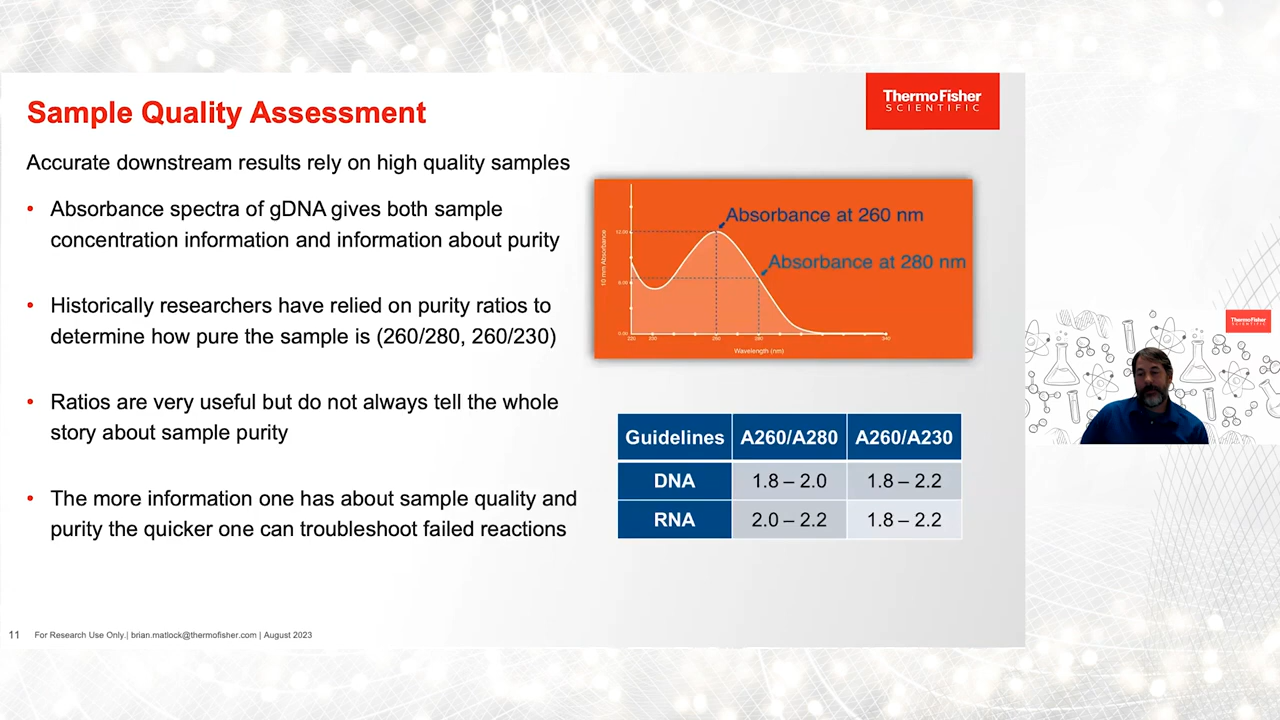 Sample Quality Assessment
ThermoFisher
SCIENTIFIC
Accurate downstream results rely on high quality samples
• Absorbance spectra of gDNA gives both sample
concentration information and information about purity
• Historically researchers have relied on purity ratios to
determine how pure the sample is (260/280, 260/230)
• Ratios are very useful but do not always tell the whole
story about sample purity
• The more information one has about sample quality and
purity the quicker one can troubleshoot failed reactions
Absorbance at 260 nm
Absorbance at 280 nm
10 mm Absorbance
Wavelength (nm)
Guidelines A260/A280 A260/A230
DNA 1.8 – 2.0 1.8 – 2.2
RNA 2.0 – 2.2 1.8 – 2.2
ThermoFisher
SCIENTIFIC
11 For Research Use Only.| brian.matlock@thermofisher.com | August 2023